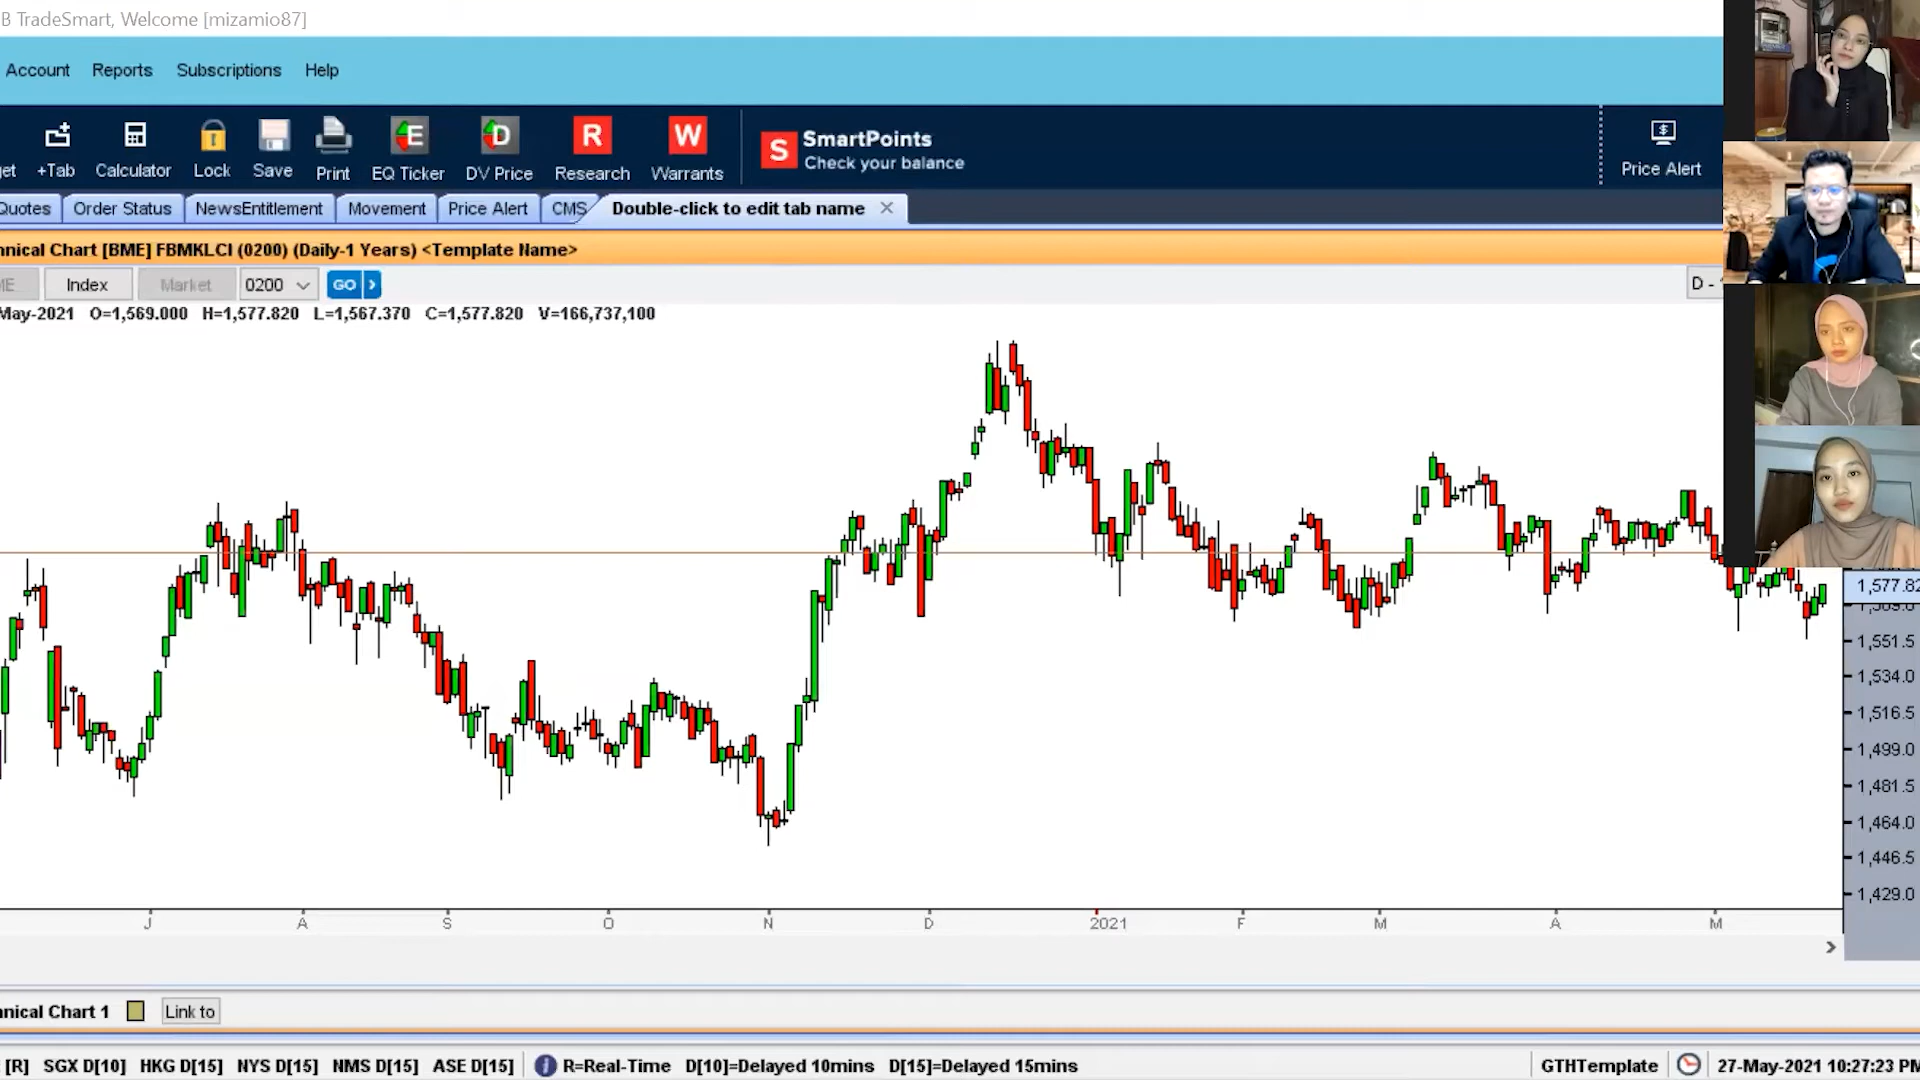 B TradeSmart, Welcome [mizamio87]
Account Reports Subscriptions Help
+Tab Calculator Lock Save Print EQ Ticker DV Price Research Warrants
E D R W
S SmartPoints
Check your balance
Price Alert
Quotes Order Status NewsEntitlement Movement Price Alert CMS Double-click to edit tab name
nnical Chart [BME] FBMKLCI (0200) (Daily-1 Years) <Template Name>
Index Market 0200 GO D -
May-2021 O=1,569.000 H=1,577.820 L=1,567.370 C=1,577.820 V=166,737,100
1,577.82
1,551.5
1,534.0
1,516.5
1,499.0
1,481.5
1,464.0
1,446.5
1,429.0
J A S O N D 2021 F M A M
nnical Chart 1 Link to
[R] SGX D[10] HKG D[15] NYS D[15] NMS D[15] ASE D[15] R=Real-Time D[10]=Delayed 10mins D[15]=Delayed 15mins GTHTemplate 27-May-2021 10:27:23 PM